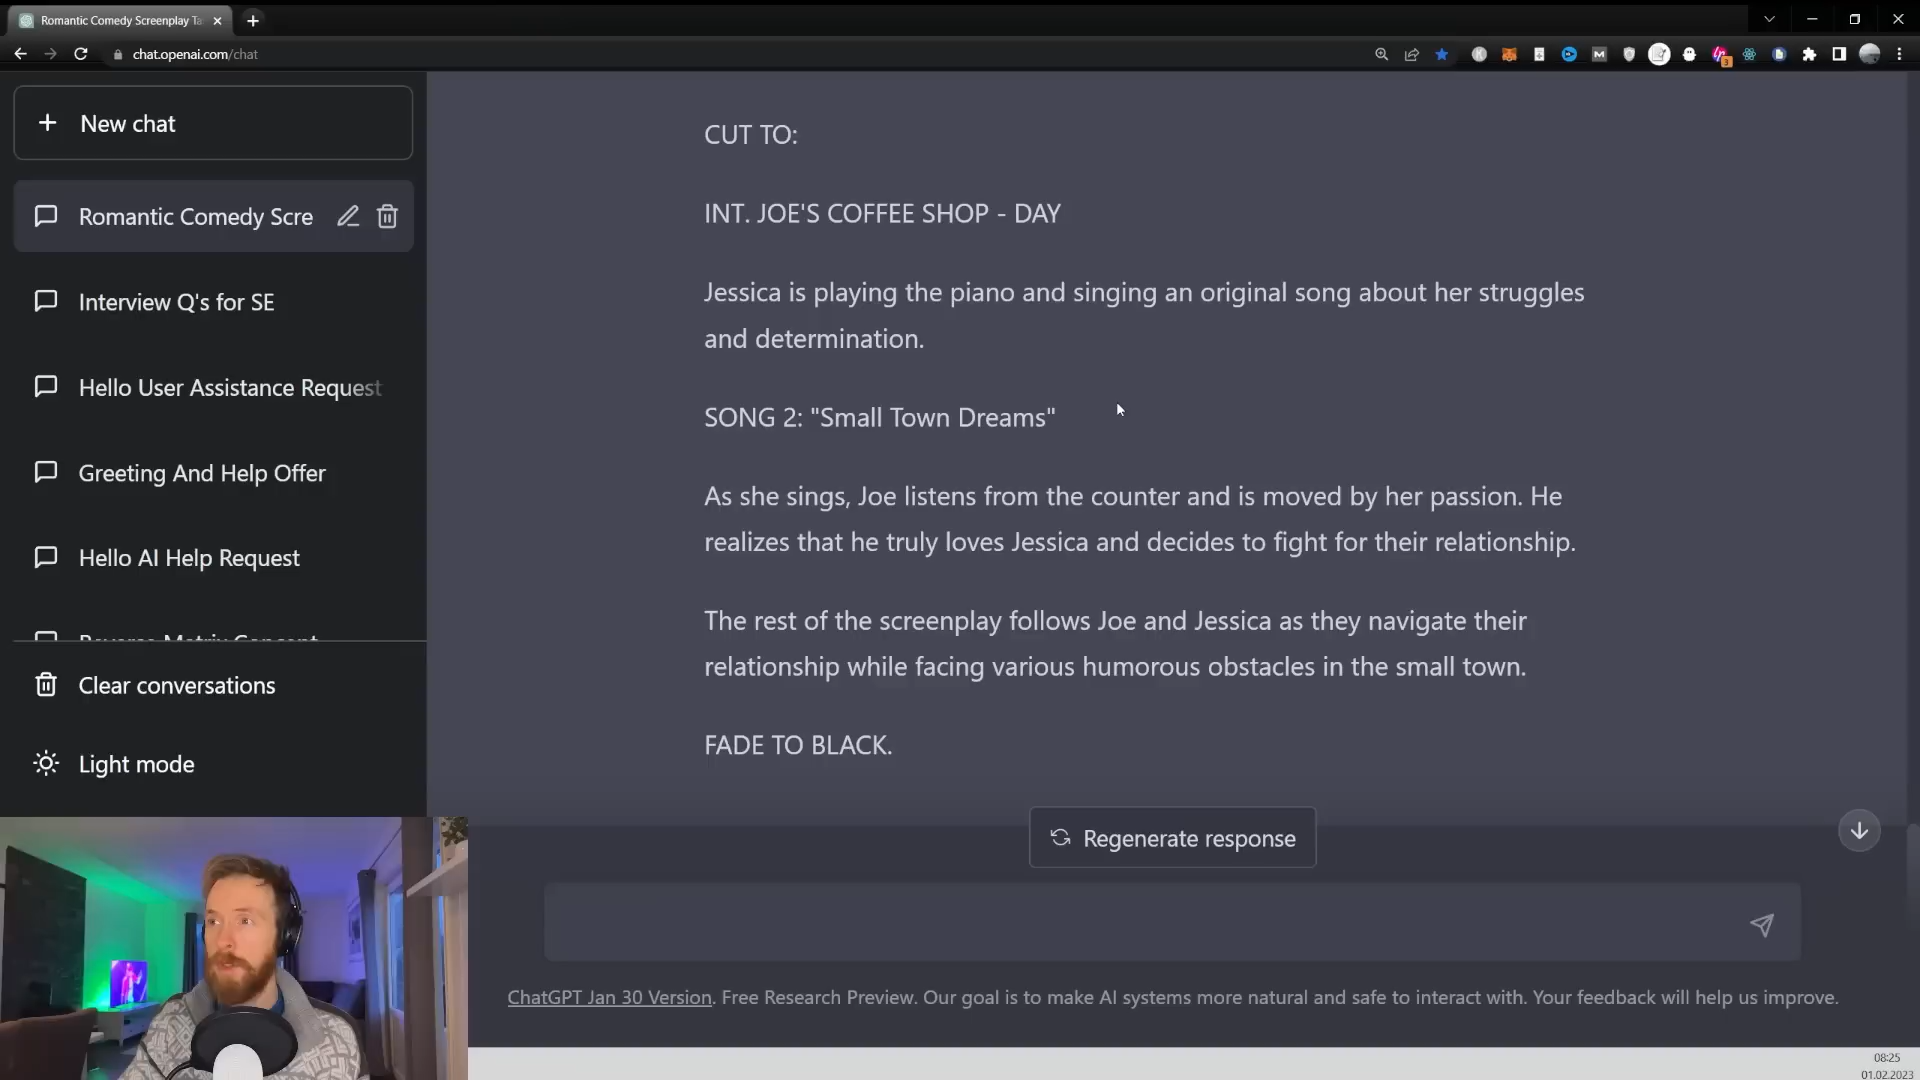 Romantic Comedy Screenplay Ta
chat.openai.com/chat
3
New chat
Romantic Comedy Scre
Interview Q's for SE
Hello User Assistance Request
Greeting And Help Offer
Hello AI Help Request
Reverse Matrix Concept
Clear conversations
Light mode
CUT TO:
INT. JOE'S COFFEE SHOP - DAY
Jessica is playing the piano and singing an original song about her struggles
and determination.
SONG 2: "Small Town Dreams"
As she sings, Joe listens from the counter and is moved by her passion. He
realizes that he truly loves Jessica and decides to fight for their relationship.
The rest of the screenplay follows Joe and Jessica as they navigate their
relationship while facing various humorous obstacles in the small town.
FADE TO BLACK.
Regenerate response
ChatGPT Jan 30 Version. Free Research Preview. Our goal is to make AI systems more natural and safe to interact with. Your feedback will help us improve.
08:25
01.02.2023